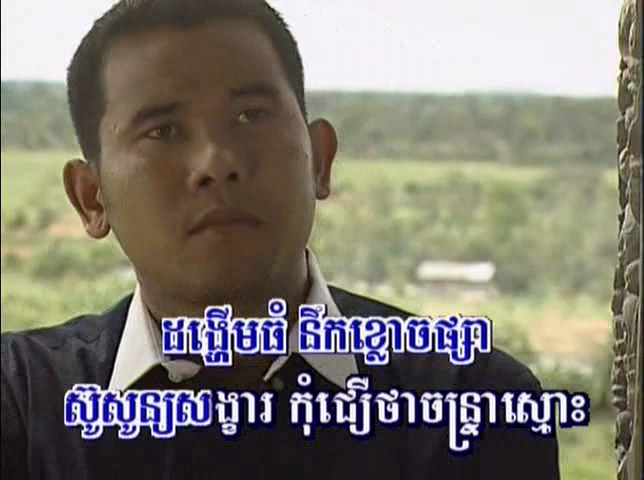 ដង្ហើមធំ នឹកខ្លោចផ្សា
ស៊ូសូន្យសង្ខារ កុំជឿថាចន្រ្ទាស្មោះ